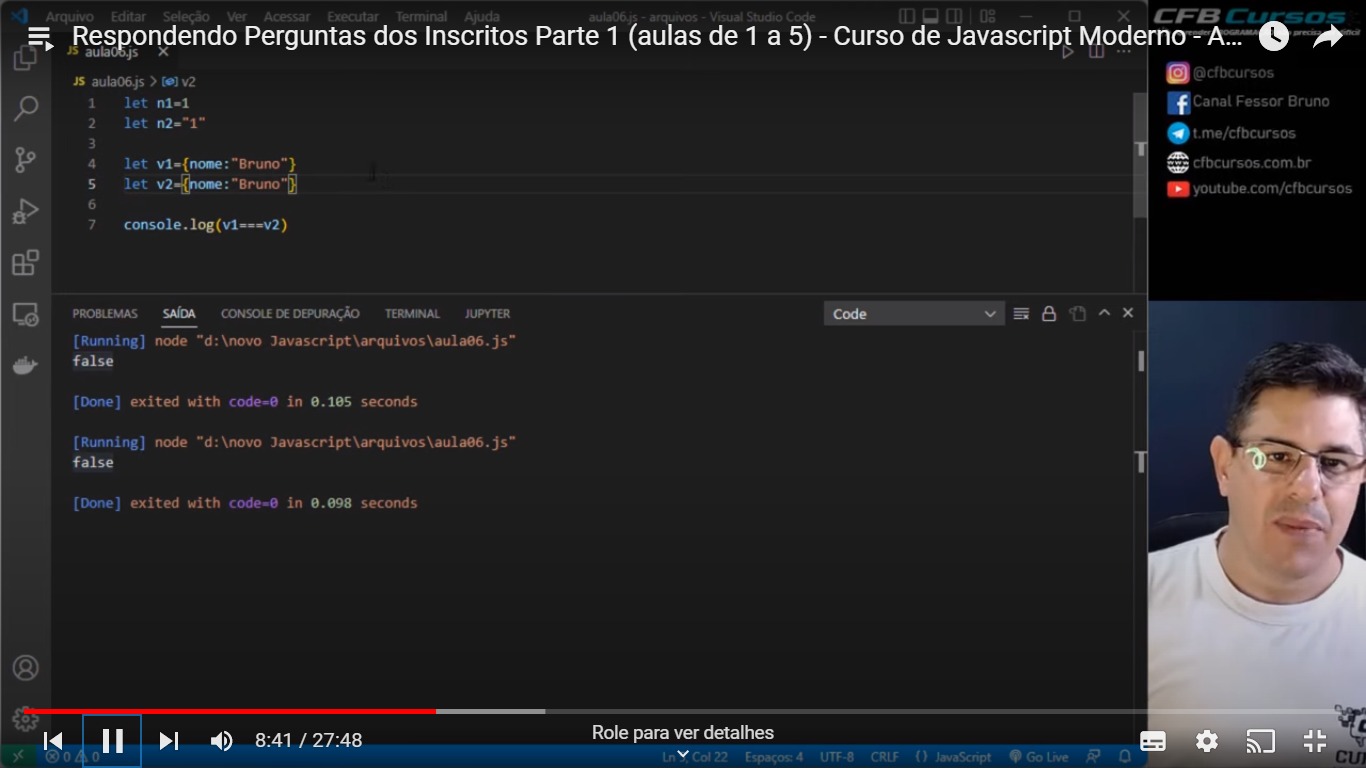 Arquivo Editar Seleção Ver Acessar Executar Terminal Ajuda
aula06.js - arquivos - Visual Studio Code
CFB Cursos
Respondendo Perguntas dos Inscritos Parte 1 (aulas de 1 a 5) - Curso de Javascript Moderno - A...
JS aula06.js
JS aula06.js > v2
1 let n1=1
2 let n2="1"
3
4 let v1={nome:"Bruno"}
5 let v2={nome:"Bruno"}
6
7 console.log(v1===v2)
@cfbcursos
Canal Fessor Bruno
t.me/cfbcursos
cfbcursos.com.br
youtube.com/cfbcursos
PROBLEMAS SAÍDA CONSOLE DE DEPURAÇÃO TERMINAL JUPYTER
Code
[Running] node "d:\novo Javascript\arquivos\aula06.js"
false
[Done] exited with code=0 in 0.105 seconds
[Running] node "d:\novo Javascript\arquivos\aula06.js"
false
[Done] exited with code=0 in 0.098 seconds
8:41 / 27:48
Role para ver detalhes
0 0
Col 22 Espaços: 4 UTF-8 CRLF {} JavaScript Go Live